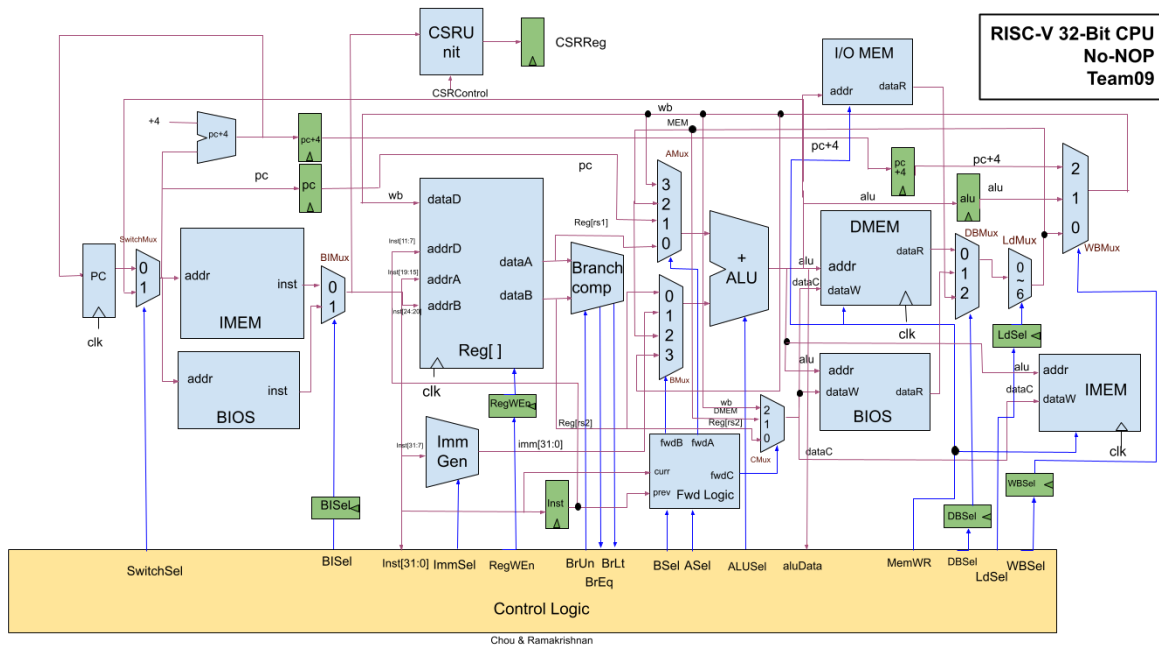 RISC-V 32-Bit CPU
No-NOP
Team09
CSRU
nit
CSRReg
CSRControl
I/O MEM
addr
dataR
+4
pc+4
pc+4
pc
pc
pc
wb
MEM
pc+4
pc
+4
pc+4
alu
alu
alu
2
1
0
WBMux
SwitchMux
PC
clk
0
1
addr
inst
IMEM
BIMux
0
1
addr
inst
BIOS
wb
dataD
Inst[11:7]
addrD
Inst[19:15]
addrA
addrB
Inst[24:20]
dataA
dataB
Reg[ ]
clk
Reg[rs1]
Branch
comp
AMux
3
2
1
0
0
1
2
3
BMux
+
ALU
alu
dataC
alu
DMEM
dataR
addr
dataW
clk
DBMux
0
1
2
LdMux
0
~
6
LdSel
alu
addr
dataW
dataR
BIOS
alu
dataC
addr
dataW
IMEM
clk
RegWEn
Reg[rs2]
wb
DMEM
Reg[rs2]
2
1
0
CMux
dataC
Inst[31:7]
Imm
Gen
imm[31:0]
fwdB
fwdA
curr
prev
fwdC
Fwd Logic
Inst
BISel
WBSel
DBSel
SwitchSel
BISel
Inst[31:0]
ImmSel
RegWEn
BrUn
BrLt
BrEq
BSel
ASel
ALUSel
aluData
MemWR
DBSel
LdSel
WBSel
Control Logic
Chou & Ramakrishnan